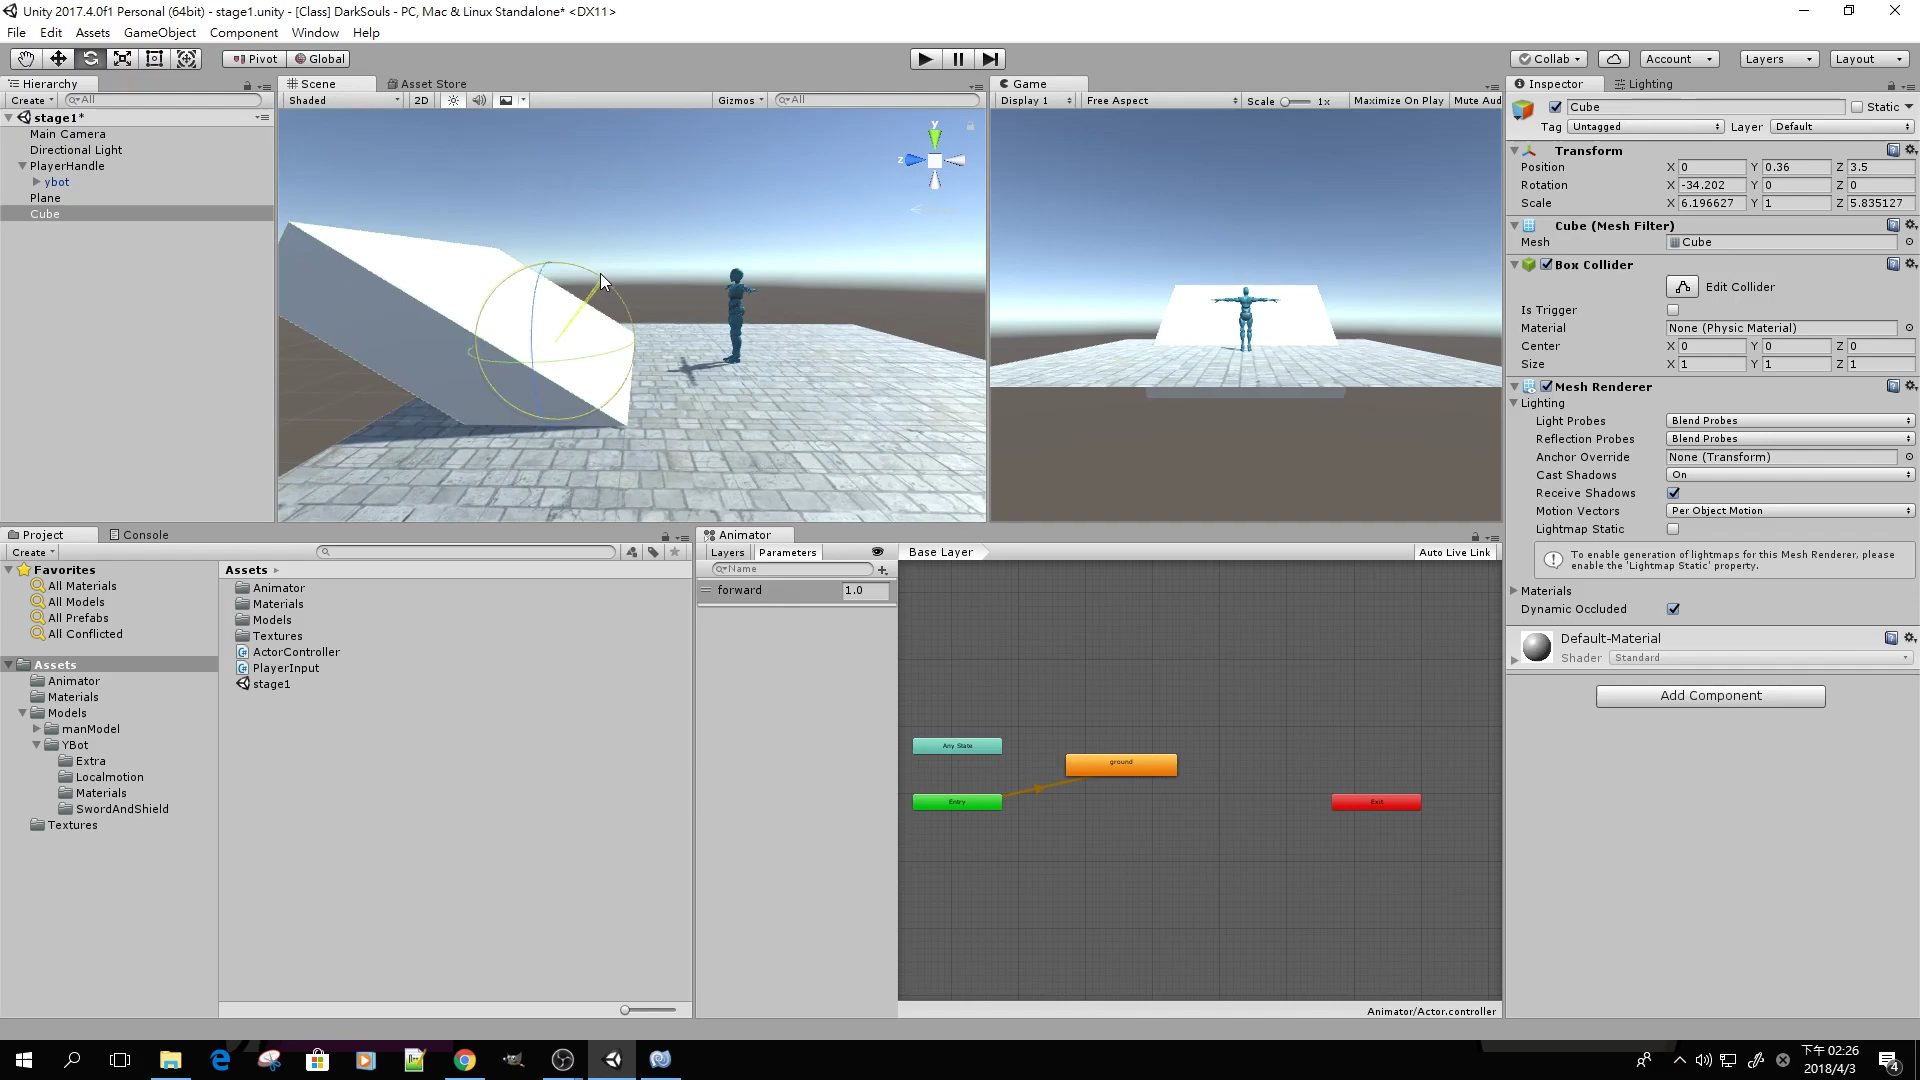 Unity 2017.4.0f1 Personal (64bit) - stage1.unity - [Class] DarkSouls - PC, Mac & Linux Standalone* <DX11>
File Edit Assets GameObject Component Window Help
Pivot Global Collab Account Layers Layout
Hierarchy
Create All
stage1*
Main Camera
Directional Light
PlayerHandle
ybot
Plane
Cube
Scene Asset Store
Shaded 2D Gizmos All
y
z
Game
Display 1 Free Aspect Scale 1x Maximize On Play Mute Aud
Inspector Lighting
Cube Static
Tag Untagged Layer Default
Transform
Position X 0 Y 0.36 Z 3.5
Rotation X -34.202 Y 0 Z 0
Scale X 6.196627 Y 1 Z 5.835127
Cube (Mesh Filter)
Mesh Cube
Box Collider
Edit Collider
Is Trigger
Material None (Physic Material)
Center X 0 Y 0 Z 0
Size X 1 Y 1 Z 1
Mesh Renderer
Lighting
Light Probes Blend Probes
Reflection Probes Blend Probes
Anchor Override None (Transform)
Cast Shadows On
Receive Shadows
Motion Vectors Per Object Motion
Lightmap Static
To enable generation of lightmaps for this Mesh Renderer, please
enable the 'Lightmap Static' property.
Materials
Dynamic Occluded
Default-Material
Shader Standard
Add Component
Project Console
Create
Favorites
All Materials
All Models
All Prefabs
All Conflicted
Assets
Animator
Materials
Models
manModel
YBot
Extra
Localmotion
Materials
SwordAndShield
Textures
Assets
Animator
Materials
Models
Textures
ActorController
PlayerInput
stage1
Animator
Layers Parameters Base Layer Auto Live Link
Name
forward 1.0
Any State
ground
Entry
Exit
Animator/Actor.controller
下午 02:26
2018/4/3
4